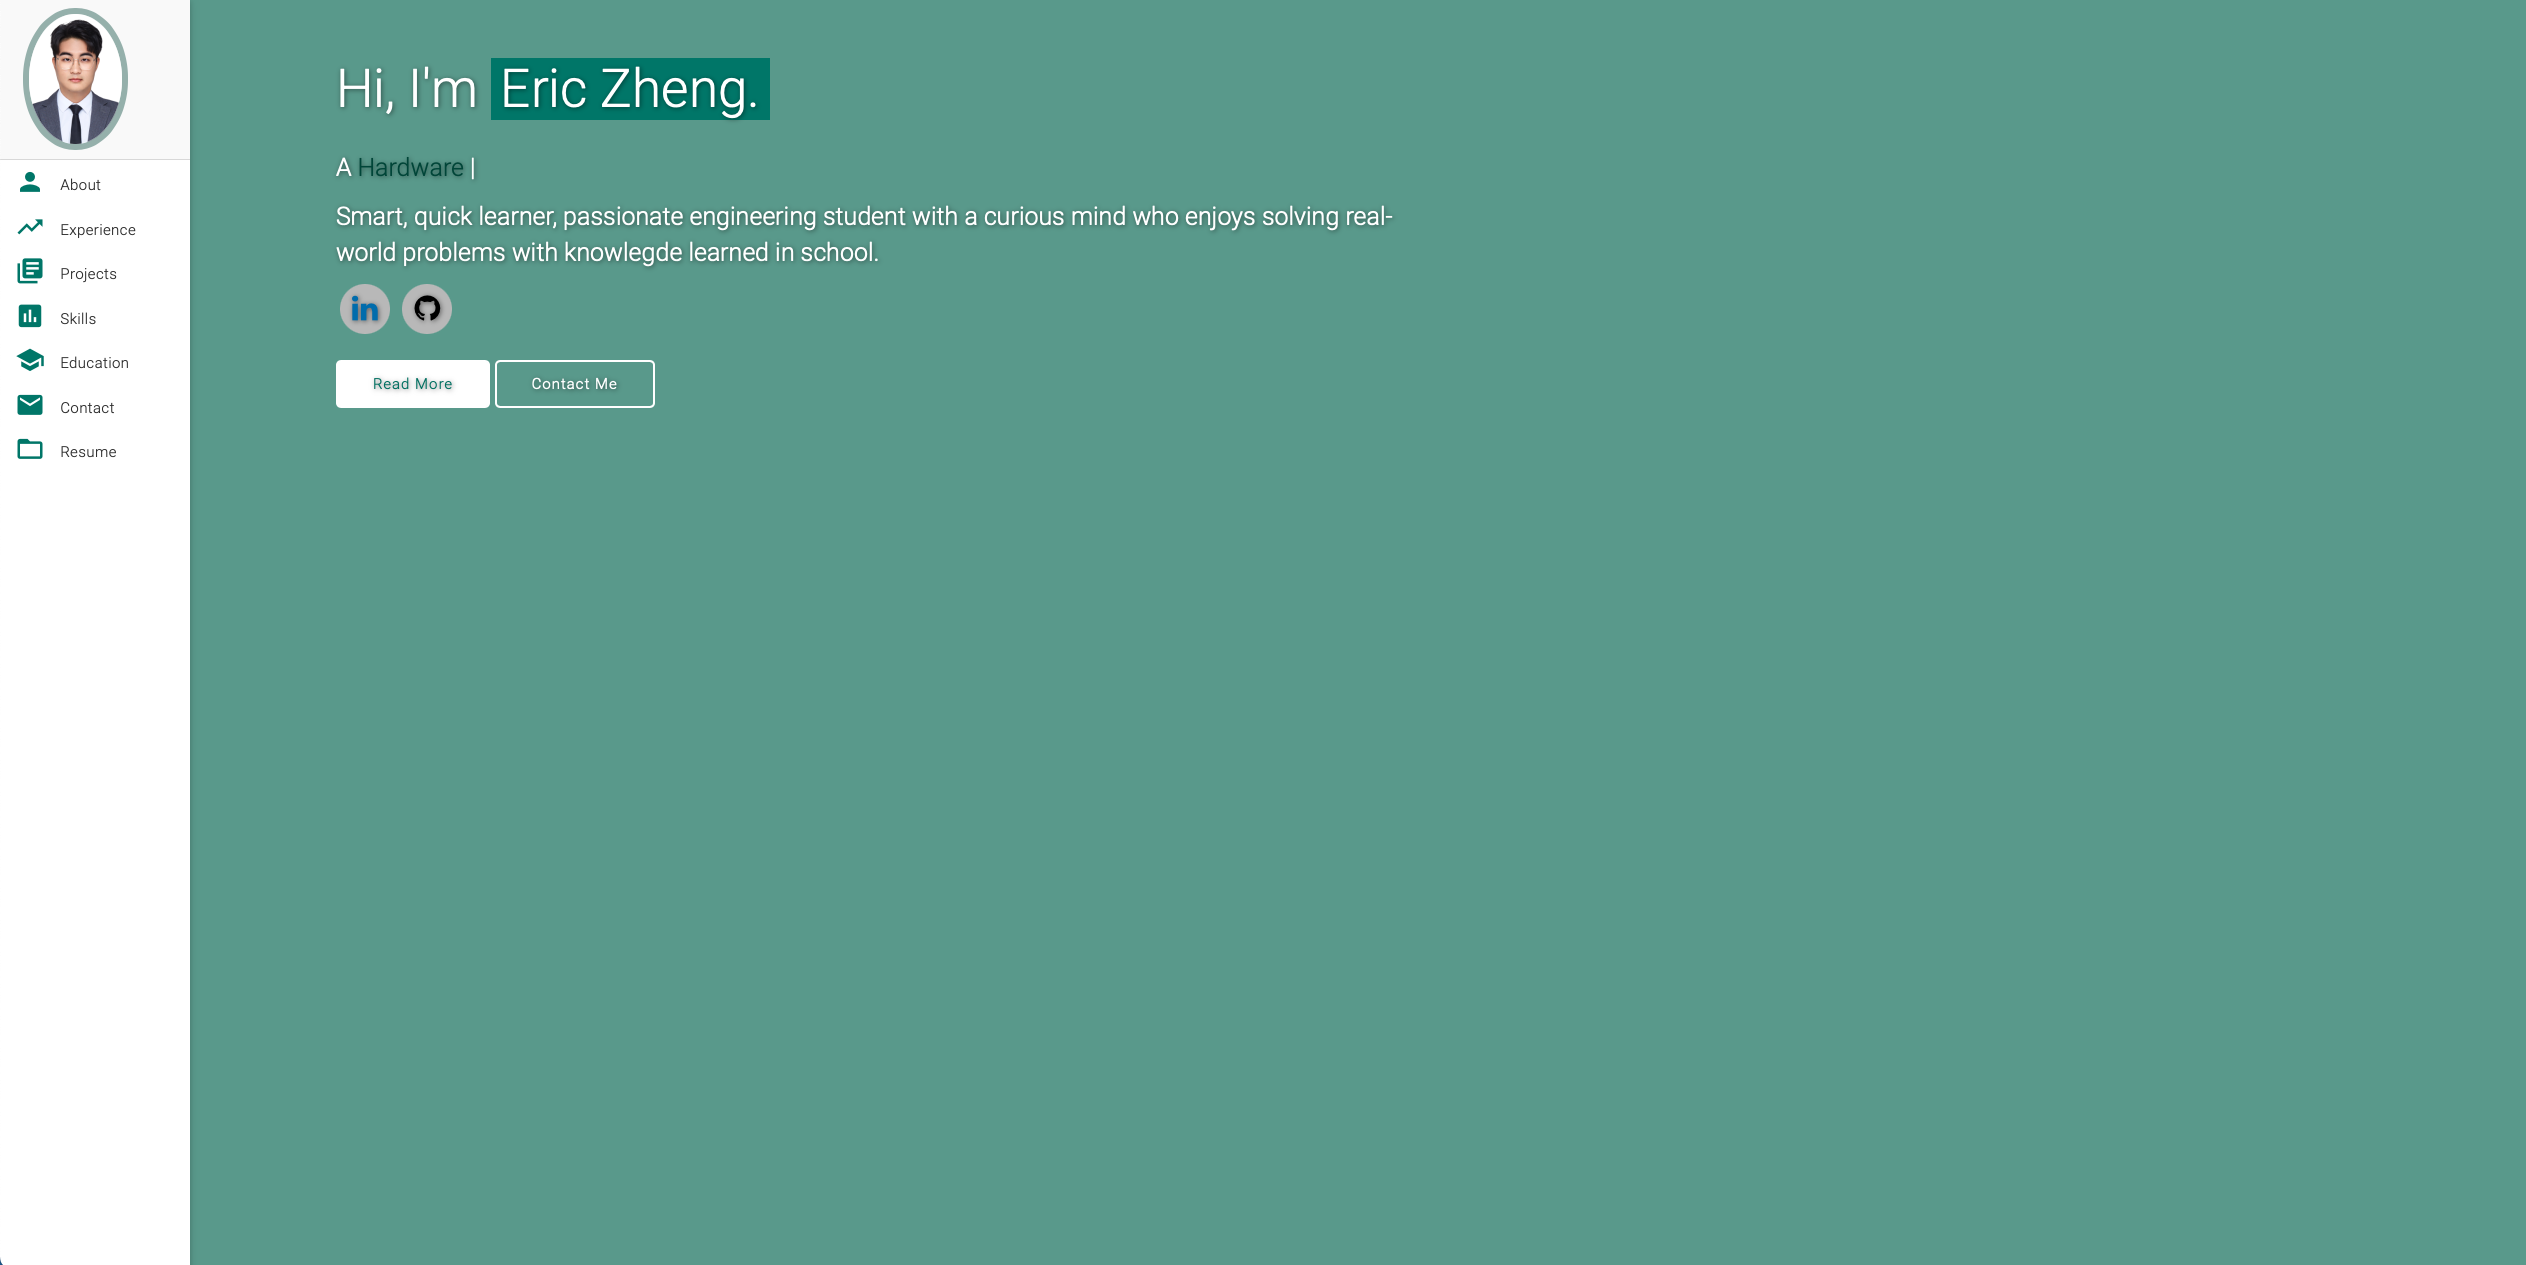 Hi, I'm Eric Zheng.
A Hardware |
Smart, quick learner, passionate engineering student with a curious mind who enjoys solving real-
world problems with knowlegde learned in school.
in
Read More
Contact Me
About
Experience
Projects
Skills
Education
Contact
Resume